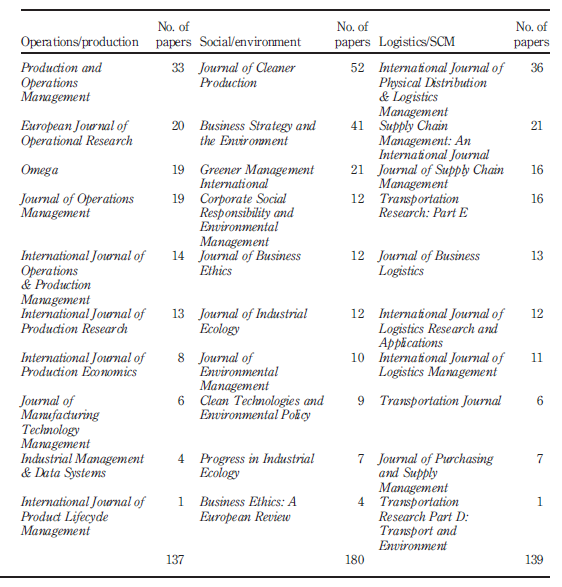 No. of No. of No. of
Operations/production papers Social/environment papers Logistics/SCM papers
Production and 33 Journal of Cleaner 52 International Journal of 36
Operations Production Physical Distribution
Management & Logistics
Management
European Journal of 20 Business Strategy and 41 Supply Chain 21
Operational Research the Environment Management: An
International Journal
Omega 19 Greener Management 21 Journal of Supply Chain 16
International Management
Journal of Operations 19 Corporate Social 12 Transportation 16
Management Responsibility and Research: Part E
Environmental
Management
International Journal of 14 Journal of Business 12 Journal of Business 13
Operations Ethics Logistics
& Production
Management
International Journal of 13 Journal of Industrial 12 International Journal of 12
Production Research Ecology Logistics Research and
Applications
International Journal of 8 Journal of 10 International Journal of 11
Production Economics Environmental Logistics Management
Management
Journal of 6 Clean Technologies and 9 Transportation Journal 6
Manufacturing Environmental Policy
Technology
Management
Industrial Management 4 Progress in Industrial 7 Journal of Purchasing 7
& Data Systems Ecology and Supply
Management
International Journal of 1 Business Ethics: A 4 Transportation 1
Product Lifecycle European Review Research Part D:
Management Transport and
Environment
137 180 139